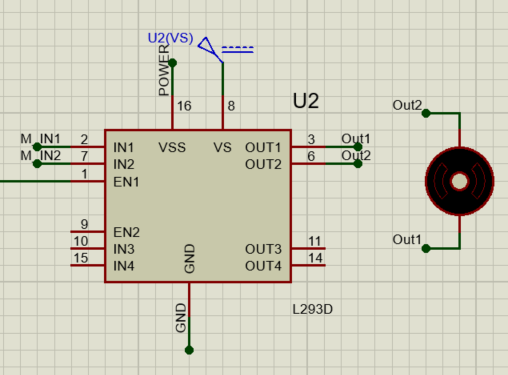 U2(VS)
POWER
16
8
U2
Out2
M_IN1
2
IN1
VSS
VS
OUT1
3
Out1
M_IN2
7
IN2
OUT2
6
Out2
1
EN1
9
EN2
10
IN3
GND
OUT3
11
Out1
15
IN4
OUT4
14
GND
L293D